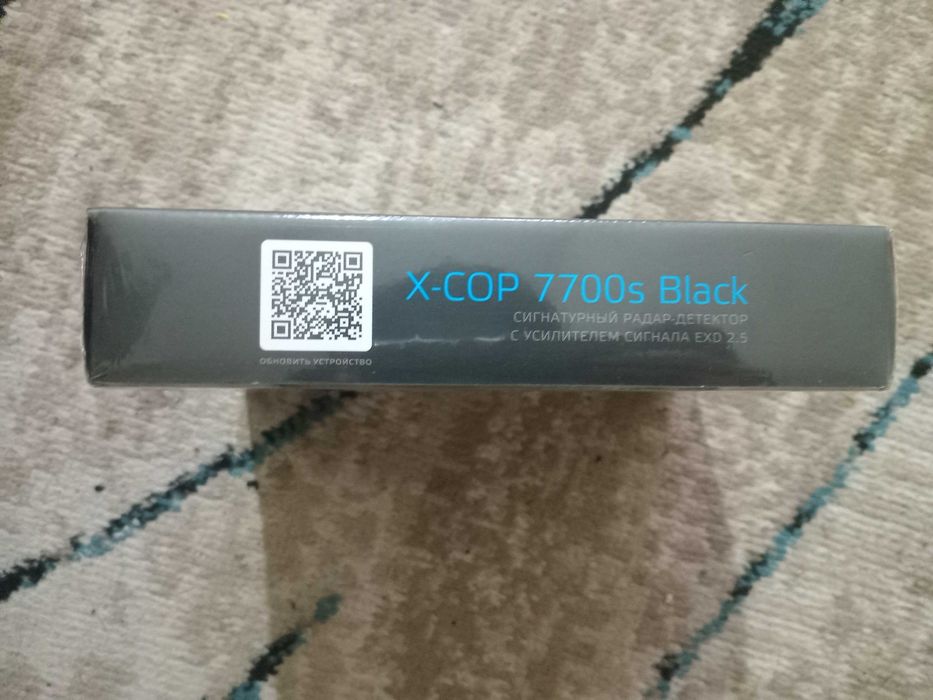 X-COP 7700s Black
СИГНАТУРНЫЙ РАДАР-ДЕТЕКТОР
С УСИЛИТЕЛЕМ СИГНАЛА EXD 2.5
ОБНОВИТЬ УСТРОЙСТВО